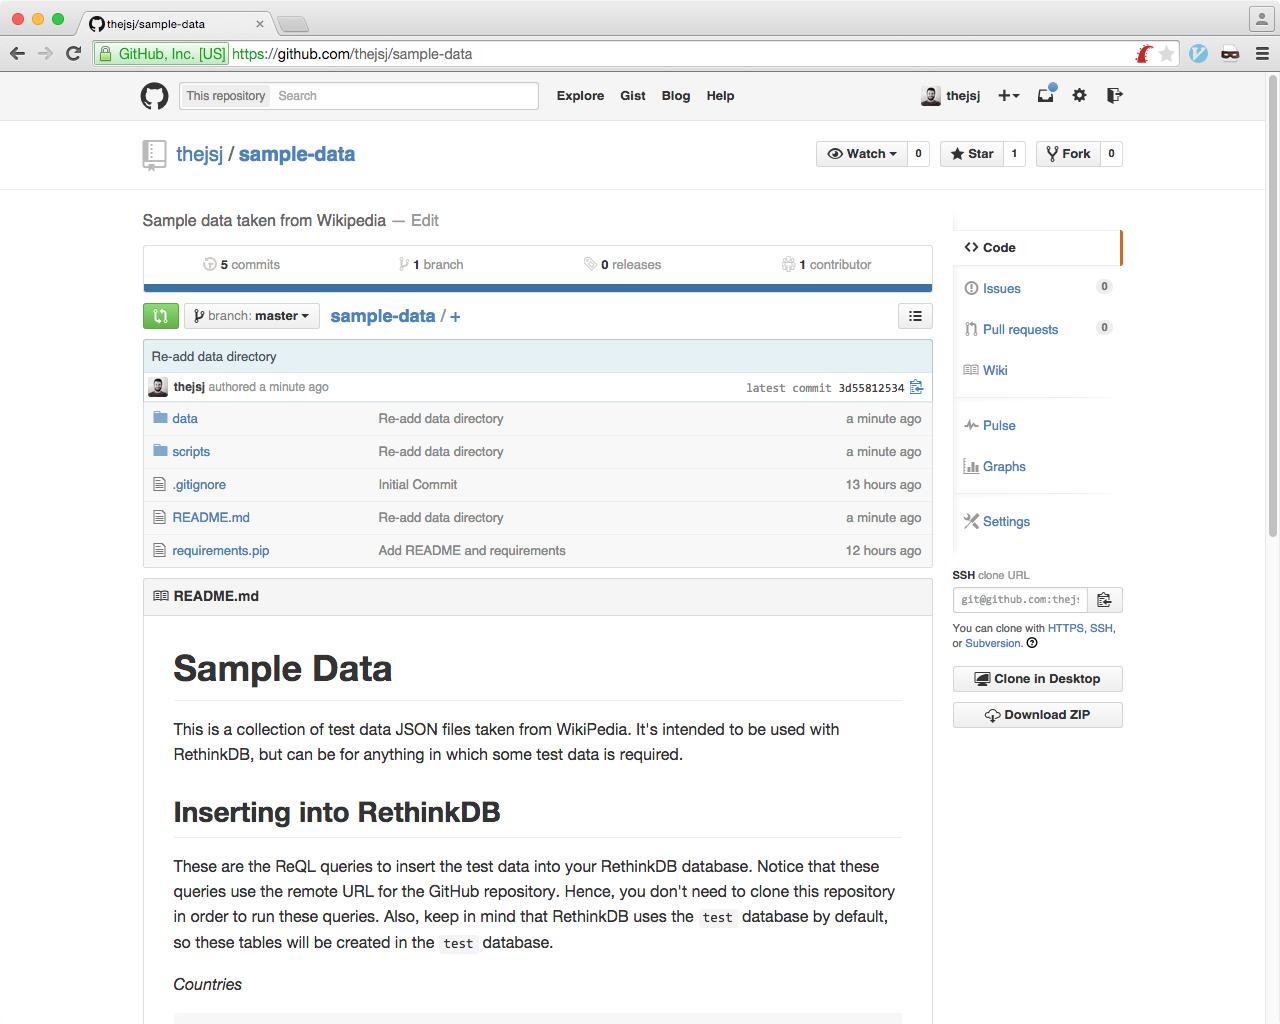 thejsj/sample-data
GitHub, Inc. [US] https://github.com/thejsj/sample-data
This repository Search Explore Gist Blog Help thejsj
thejsj / sample-data
Watch 0 Star 1 Fork 0
Sample data taken from Wikipedia — Edit
5 commits 1 branch 0 releases 1 contributor
branch: master sample-data / +
Re-add data directory
thejsj authored a minute ago latest commit 3d55812534
data Re-add data directory a minute ago
scripts Re-add data directory a minute ago
.gitignore Initial Commit 13 hours ago
README.md Re-add data directory a minute ago
requirements.pip Add README and requirements 12 hours ago
README.md
Sample Data
This is a collection of test data JSON files taken from WikiPedia. It's intended to be used with
RethinkDB, but can be for anything in which some test data is required.
Inserting into RethinkDB
These are the ReQL queries to insert the test data into your RethinkDB database. Notice that these
queries use the remote URL for the GitHub repository. Hence, you don't need to clone this repository
in order to run these queries. Also, keep in mind that RethinkDB uses the test database by default,
so these tables will be created in the test database.
Countries
Code
Issues 0
Pull requests 0
Wiki
Pulse
Graphs
Settings
SSH clone URL
git@github.com:thejs
You can clone with HTTPS, SSH,
or Subversion.
Clone in Desktop
Download ZIP